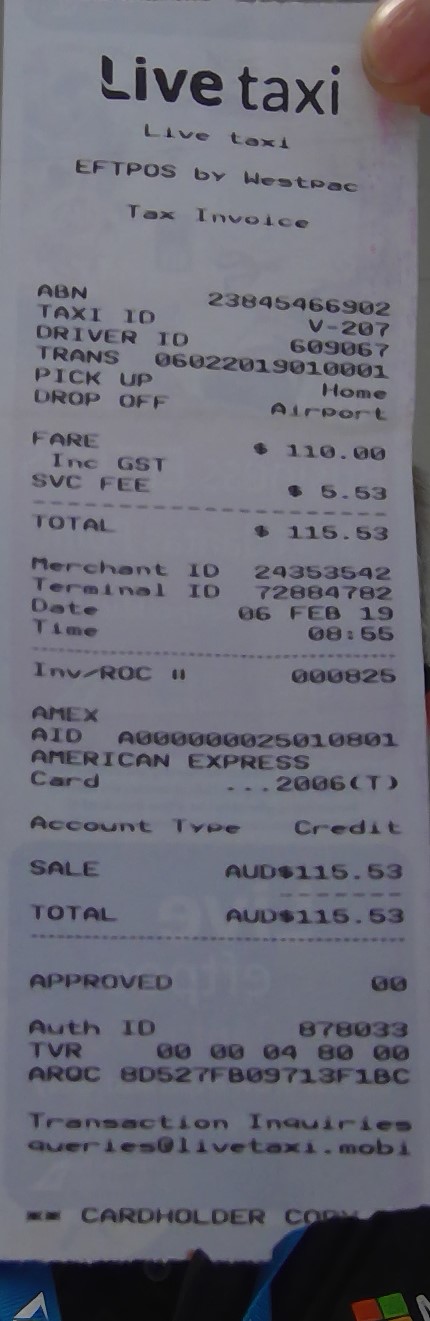 Live taxi
Live taxi
EFTPOS by Westpac
Tax Invoice
ABN 23845466902
TAXI ID V-207
DRIVER ID 609067
TRANS 06022019010001
PICK UP Home
DROP OFF Airport
FARE $ 110.00
Inc GST
SVC FEE $ 5.53
TOTAL $ 115.53
Merchant ID 24353542
Terminal ID 72884782
Date 06 FEB 19
Time 08:55
Inv/ROC # 000825
AMEX
AID A000000025010801
AMERICAN EXPRESS
Card ...2006(T)
Account Type Credit
SALE AUD$115.53
TOTAL AUD$115.53
APPROVED 00
Auth ID 878033
TVR 00 00 04 80 00
ARQC 8D527FB09713F1BC
Transaction Inquiries
queries@livetaxi.mobi
** CARDHOLDER COPY